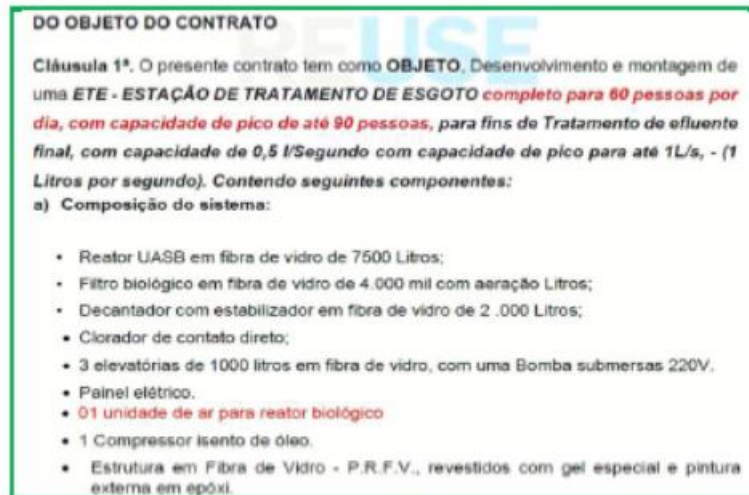 REUSE
DO OBJETO DO CONTRATO
Cláusula 1ª. O presente contrato tem como OBJETO, Desenvolvimento e montagem de
uma ETE - ESTAÇÃO DE TRATAMENTO DE ESGOTO completo para 60 pessoas por
dia, com capacidade de pico de até 90 pessoas, para fins de Tratamento de efluente
final, com capacidade de 0,5 l/Segundo com capacidade de pico para até 1L/s, - (1
Litros por segundo). Contendo seguintes componentes:
a) Composição do sistema:
• Reator UASB em fibra de vidro de 7500 Litros;
• Filtro biológico em fibra de vidro de 4.000 mil com aeração Litros;
• Decantador com estabilizador em fibra de vidro de 2 .000 Litros;
• Clorador de contato direto;
• 3 elevatórias de 1000 litros em fibra de vidro, com uma Bomba submersas 220V.
• Painel elétrico.
• 01 unidade de ar para reator biológico
• 1 Compressor isento de óleo.
• Estrutura em Fibra de Vidro - P.R.F.V., revestidos com gel especial e pintura
externa em epóxi.